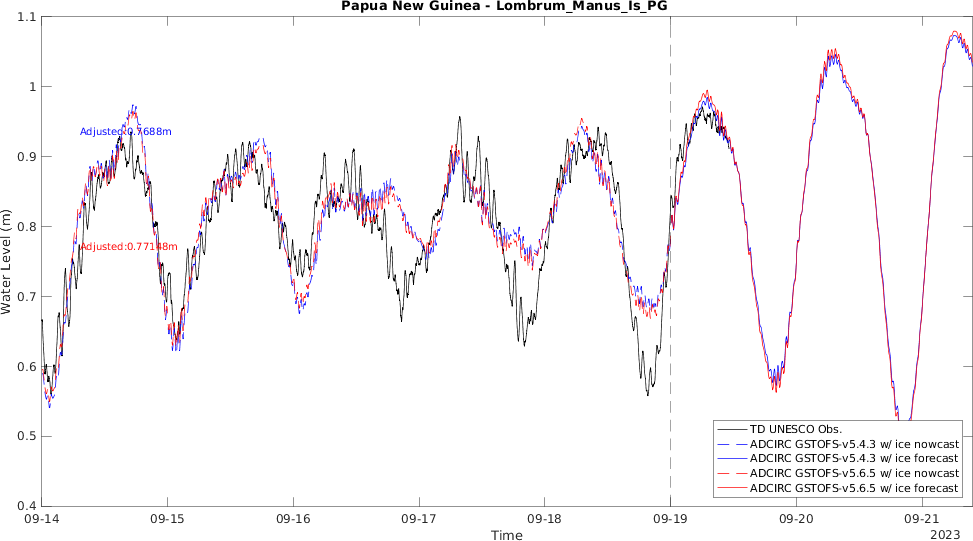 Papua New Guinea - Lombrum_Manus_Is_PG
1.1
1
0.9
0.8
0.7
0.6
0.5
0.4
Water Level (m)
Adjusted:0.7688m
Adjusted:0.77148m
TD UNESCO Obs.
ADCIRC GSTOFS-v5.4.3 w/ ice nowcast
ADCIRC GSTOFS-v5.4.3 w/ ice forecast
ADCIRC GSTOFS-v5.6.5 w/ ice nowcast
ADCIRC GSTOFS-v5.6.5 w/ ice forecast
09-14 09-15 09-16 09-17 09-18 09-19 09-20 09-21
Time
2023